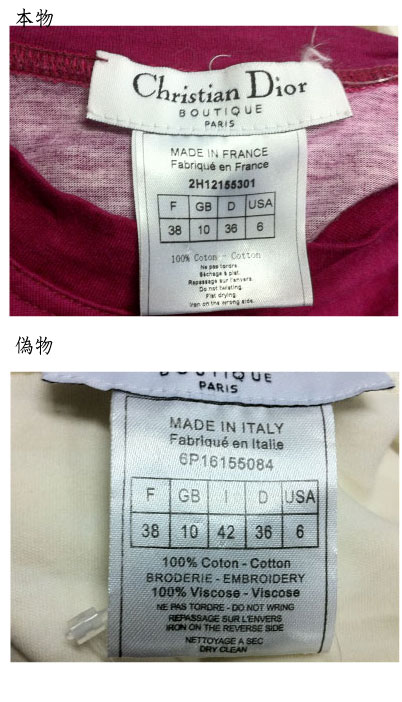 本物
Christian Dior
BOUTIQUE
PARIS
MADE IN FRANCE
Fabriqué en France
2H12155301
F GB D USA
38 10 36 6
100% Coton - Cotton
Ne pas tordre.
Séchage à plat.
Repassage sur l'envers.
Do not twisting.
Flat drying.
Iron on the wrong side.
偽物
BOUTIQUE
PARIS
MADE IN ITALY
Fabriqué en Italie
6P16155084
F GB I D USA
38 10 42 36 6
100% Coton - Cotton
BRODERIE - EMBROIDERY
100% Viscose - Viscose
NE PAS TORDRE - DO NOT WRING
REPASSAGE SUR L'ENVERS
IRON ON THE REVERSE SIDE
NETTOYAGE A SEC
DRY CLEAN